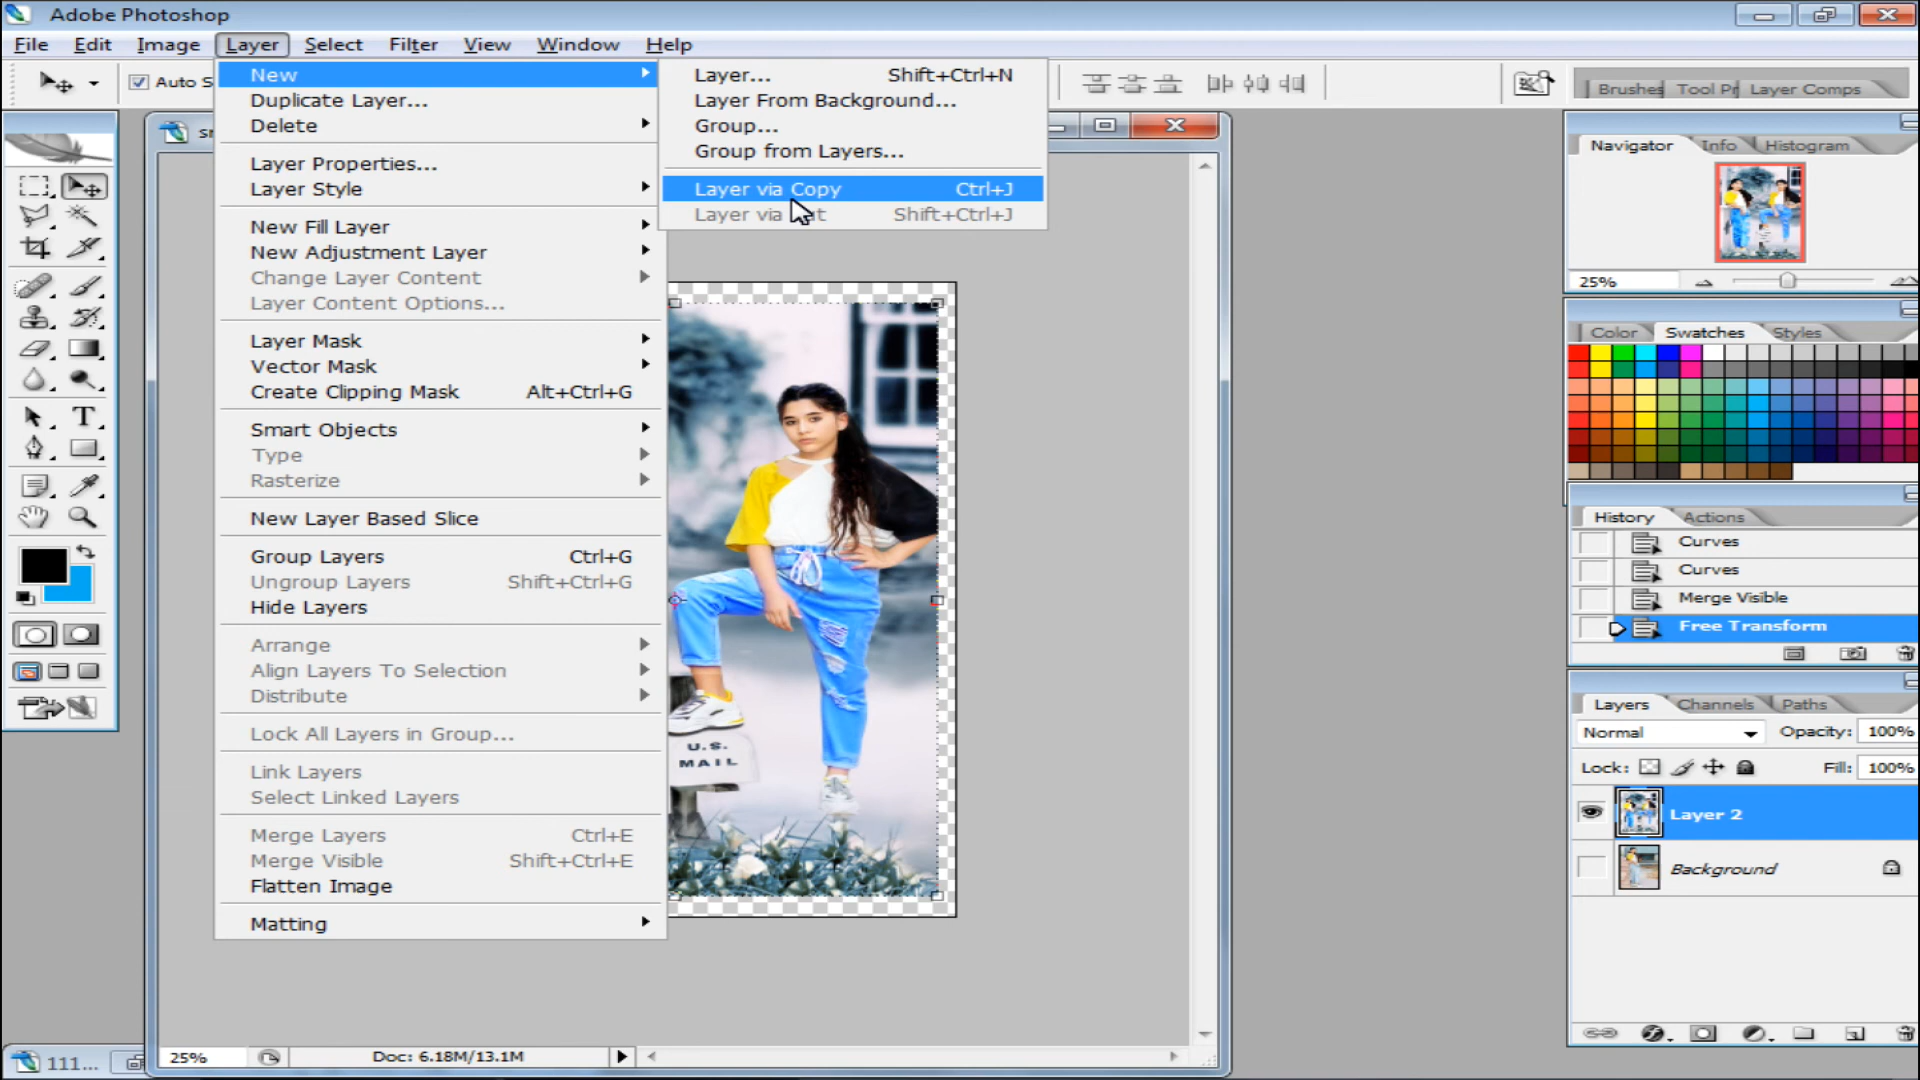 Adobe Photoshop
File Edit Image Layer Select Filter View Window Help
Auto S
Brushes Tool Pr Layer Comps
New
Duplicate Layer...
Delete
Layer Properties...
Layer Style
New Fill Layer
New Adjustment Layer
Change Layer Content
Layer Content Options...
Layer Mask
Vector Mask
Create Clipping Mask Alt+Ctrl+G
Smart Objects
Type
Rasterize
New Layer Based Slice
Group Layers Ctrl+G
Ungroup Layers Shift+Ctrl+G
Hide Layers
Arrange
Align Layers To Selection
Distribute
Lock All Layers in Group...
Link Layers
Select Linked Layers
Merge Layers Ctrl+E
Merge Visible Shift+Ctrl+E
Flatten Image
Matting
Layer... Shift+Ctrl+N
Layer From Background...
Group...
Group from Layers...
Layer via Copy Ctrl+J
Layer via Shift+Ctrl+J
U.S.
MAIL
Navigator Info Histogram
25%
Color Swatches Styles
History Actions
Curves
Curves
Merge Visible
Free Transform
Layers Channels Paths
Normal Opacity: 100%
Lock: Fill: 100%
Layer 2
Background
25% Doc: 6.18M/13.1M
111...